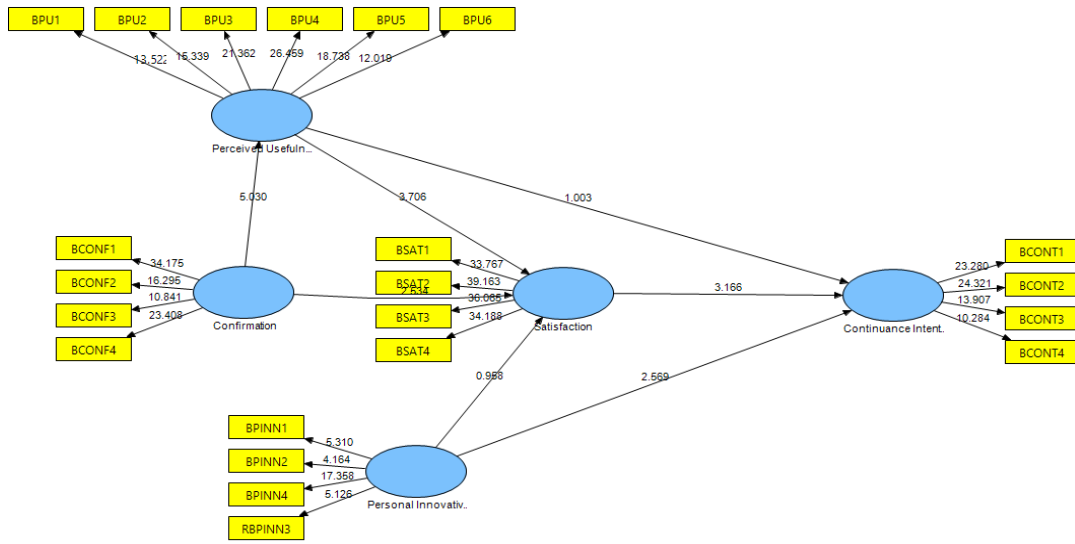 BPU1 BPU2 BPU3 BPU4 BPU5 BPU6
13.522 15.339 21.362 26.459 18.738 12.019
Perceived Usefuln...
5.030
3.706
1.003
BCONF1
BCONF2
BCONF3
BCONF4
34.175
16.295
10.841
23.408
Confirmation
2.634
BSAT1
BSAT2
BSAT3
BSAT4
33.767
39.163
36.065
34.188
Satisfaction
3.166
Continuance Intent..
23.280
24.321
13.907
10.284
BCONT1
BCONT2
BCONT3
BCONT4
0.958
2.569
BPINN1
BPINN2
BPINN4
RBPINN3
5.310
4.164
17.358
5.126
Personal Innovativ..